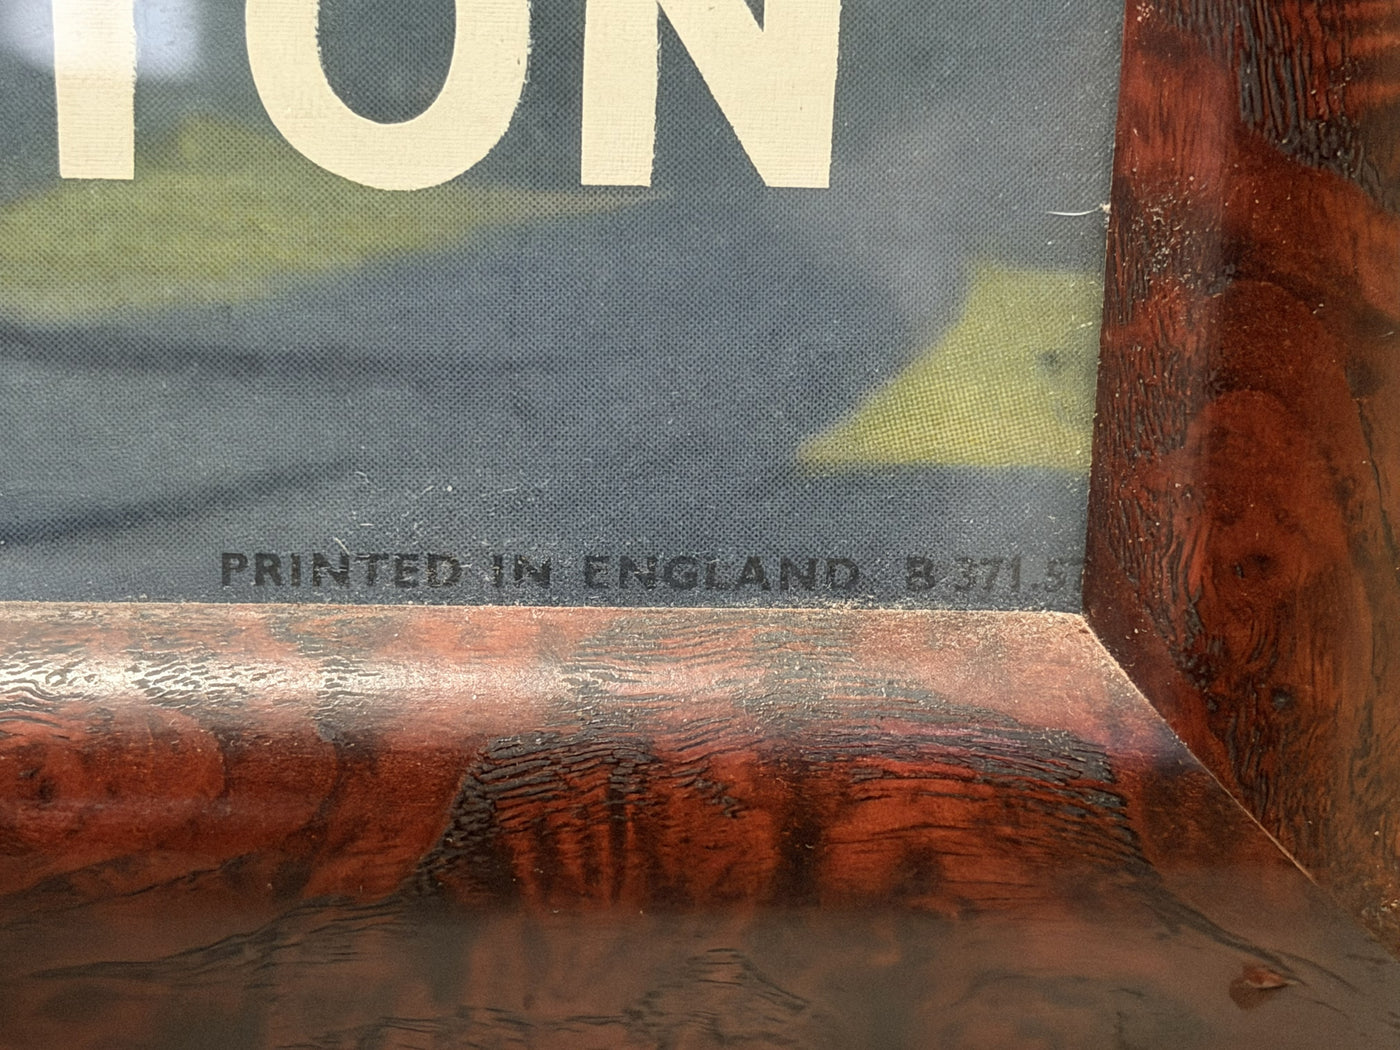 TON
PRINTED IN ENGLAND. B 371.57